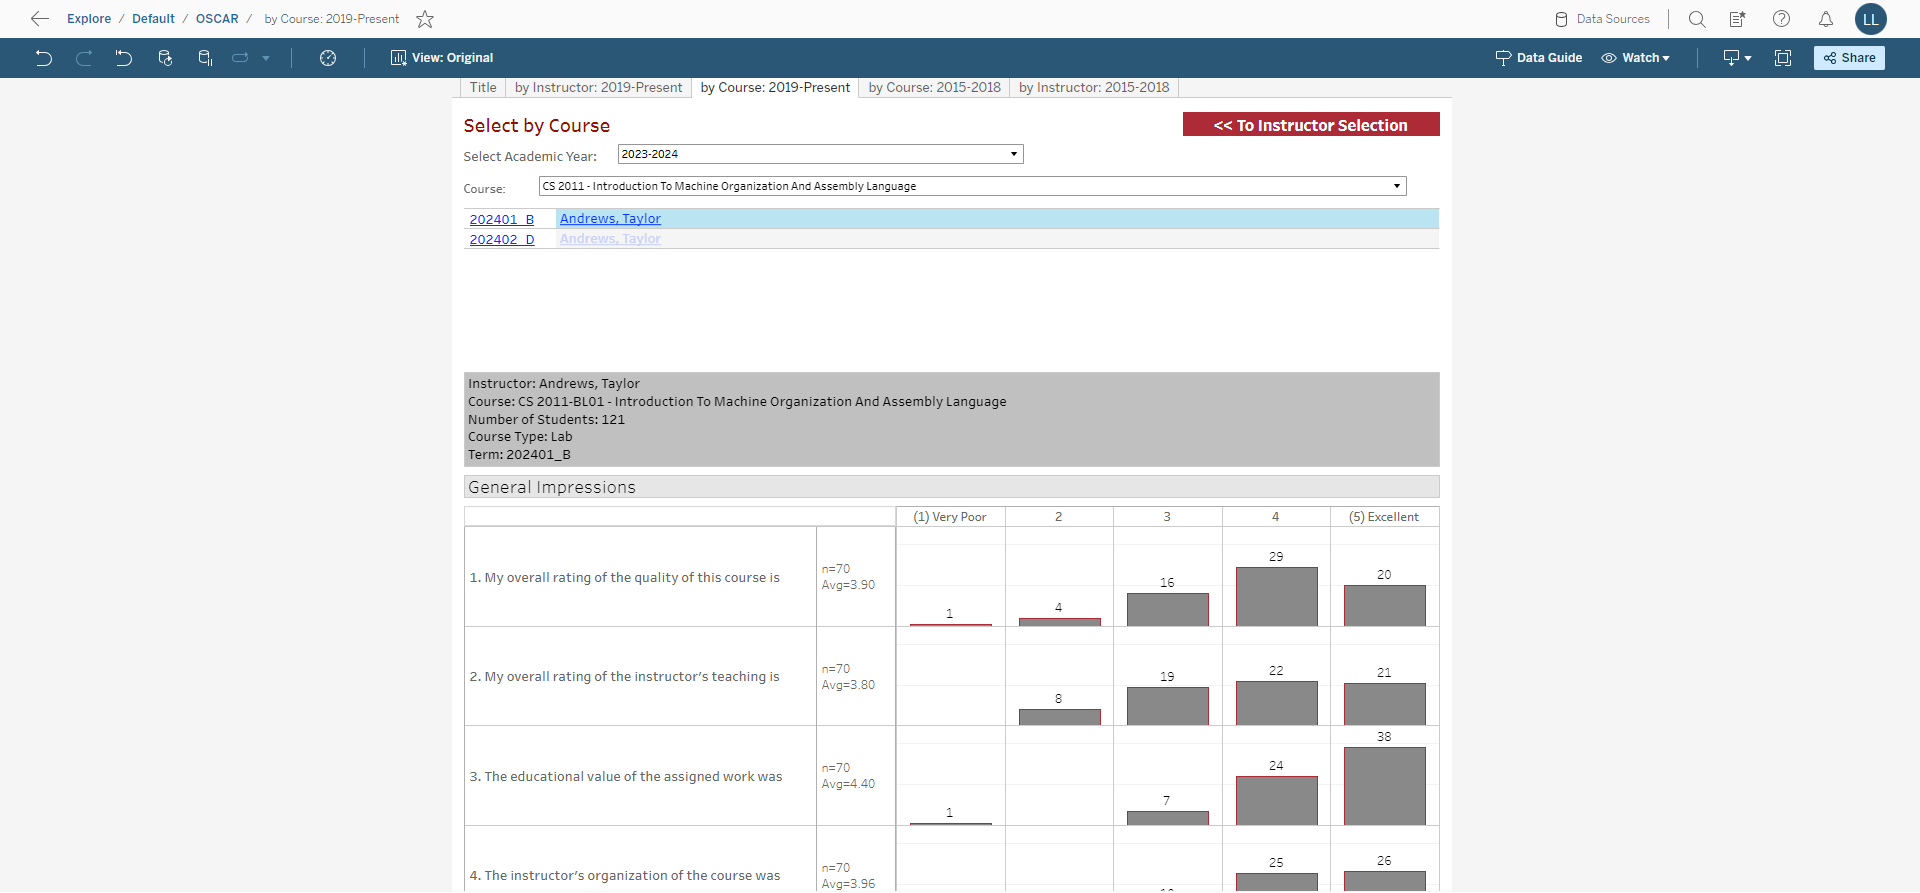 Explore / Default / OSCAR / by Course: 2019-Present
Data Sources
LL
View: Original
Data Guide
Watch
Share
Title
by Instructor: 2019-Present
by Course: 2019-Present
by Course: 2015-2018
by Instructor: 2015-2018
Select by Course
<< To Instructor Selection
Select Academic Year:
2023-2024
Course:
CS 2011 - Introduction To Machine Organization And Assembly Language
202401_B Andrews, Taylor
202402_D Andrews, Taylor
Instructor: Andrews, Taylor
Course: CS 2011-BL01 - Introduction To Machine Organization And Assembly Language
Number of Students: 121
Course Type: Lab
Term: 202401_B
General Impressions
(1) Very Poor 2 3 4 (5) Excellent
1. My overall rating of the quality of this course is
n=70
Avg=3.90
1 4 16 29 20
2. My overall rating of the instructor's teaching is
n=70
Avg=3.80
8 19 22 21
3. The educational value of the assigned work was
n=70
Avg=4.40
1 7 24 38
4. The instructor's organization of the course was
n=70
Avg=3.96
25 26